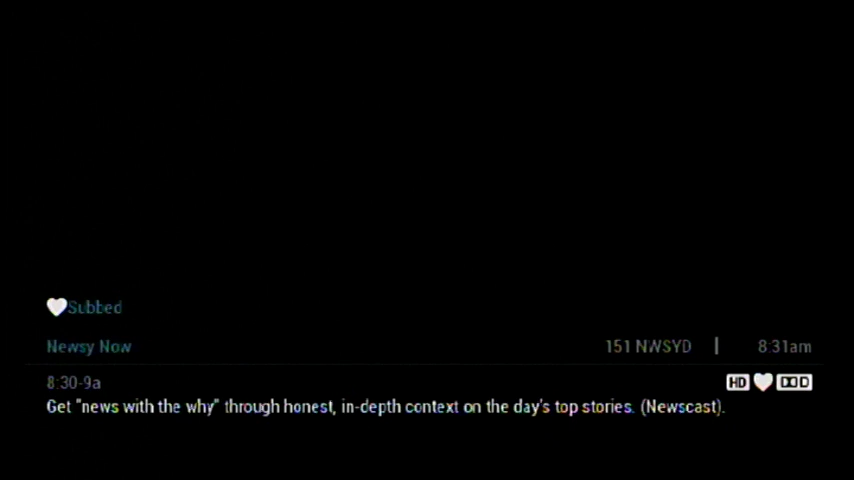 Subbed
Newsy Now 151 NWSYD | 8:31am
8:30-9a HD DD
Get "news with the why" through honest, in-depth context on the day's top stories. (Newscast).